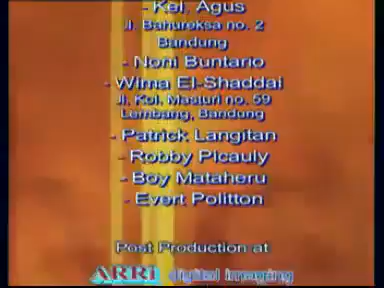 - Kel. Agus
Jl. Bahureksa no. 2
Bandung
- Noni Buntario
- Wima El-Shaddai
Jl. Kol. Masturi no. 59
Lembang, Bandung
- Patrick Langitan
- Robby Picauly
- Boy Mataheru
- Evert Politton
Post Production at
ARRI digital imaging